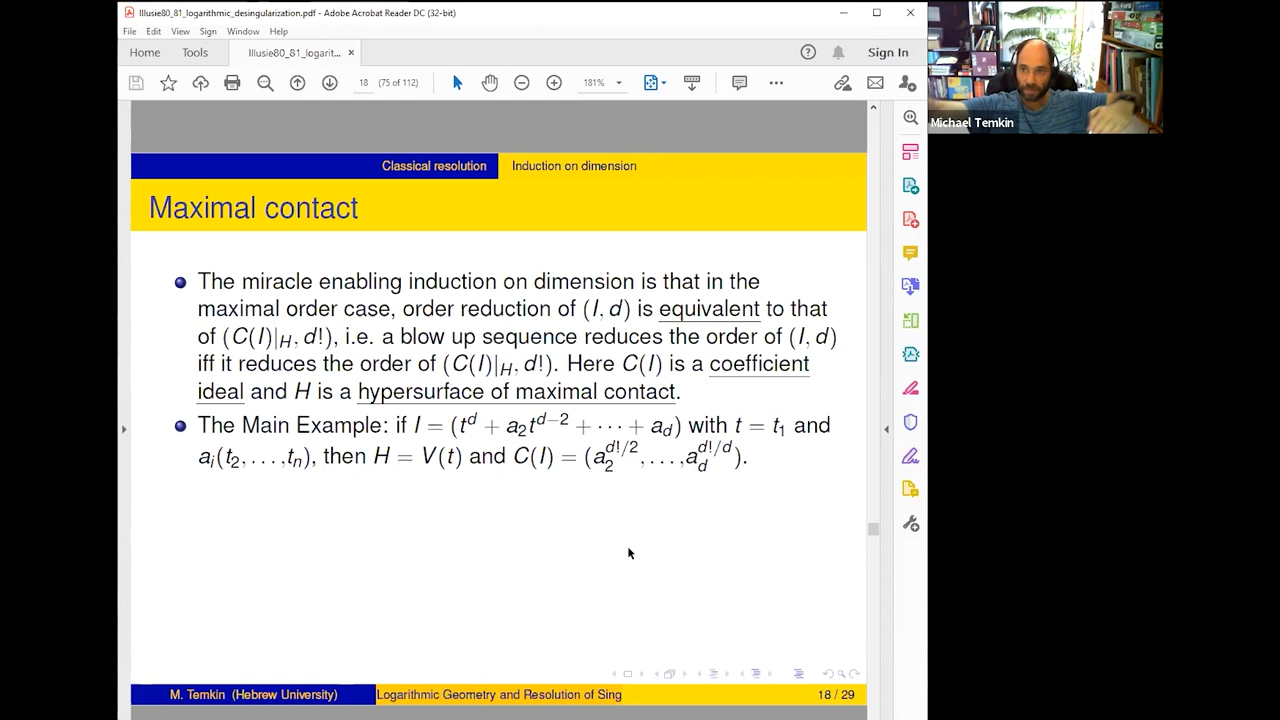 Illusie80_81_logarithmic_desingularization.pdf - Adobe Acrobat Reader DC (32-bit)
File Edit View Sign Window Help
Home Tools Illusie80_81_logarit... × Sign In
18 (75 of 112) 181%
Michael Temkin
Classical resolution Induction on dimension
Maximal contact
The miracle enabling induction on dimension is that in the
maximal order case, order reduction of (I, d) is equivalent to that
of (C(I)|_H, d!), i.e. a blow up sequence reduces the order of (I, d)
iff it reduces the order of (C(I)|_H, d!). Here C(I) is a coefficient
ideal and H is a hypersurface of maximal contact.
The Main Example: if I = (t^d + a_2t^{d−2} + ··· + a_d) with t = t_1 and
a_i(t_2, ..., t_n), then H = V(t) and C(I) = (a_2^{d!/2}, ..., a_d^{d!/d}).
M. Temkin (Hebrew University) Logarithmic Geometry and Resolution of Sing 18 / 29